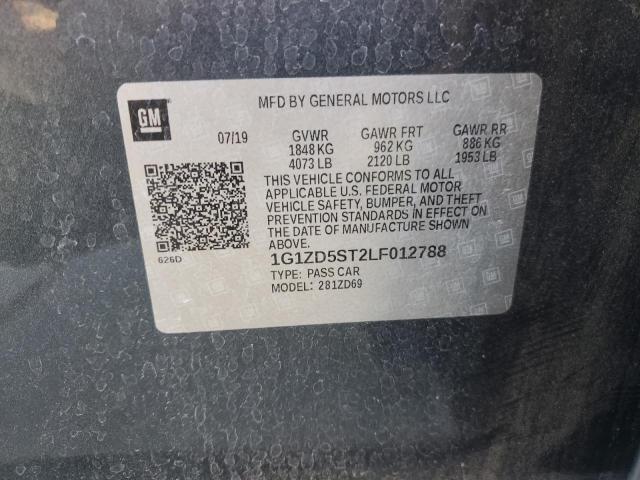 GM
MFD BY GENERAL MOTORS LLC
07/19 GVWR GAWR FRT GAWR RR
1848 KG 962 KG 886 KG
4073 LB 2120 LB 1953 LB
THIS VEHICLE CONFORMS TO ALL
APPLICABLE U.S. FEDERAL MOTOR
VEHICLE SAFETY, BUMPER, AND THEFT
PREVENTION STANDARDS IN EFFECT ON
THE DATE OF MANUFACTURE SHOWN
ABOVE.
626D
1G1ZD5ST2LF012788
TYPE: PASS CAR
MODEL: 281ZD69